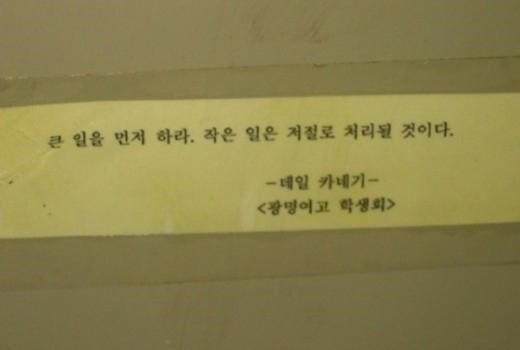 큰 일을 먼저 하라. 작은 일은 저절로 처리될 것이다.
-데일 카네기-
<광명여고 학생회>